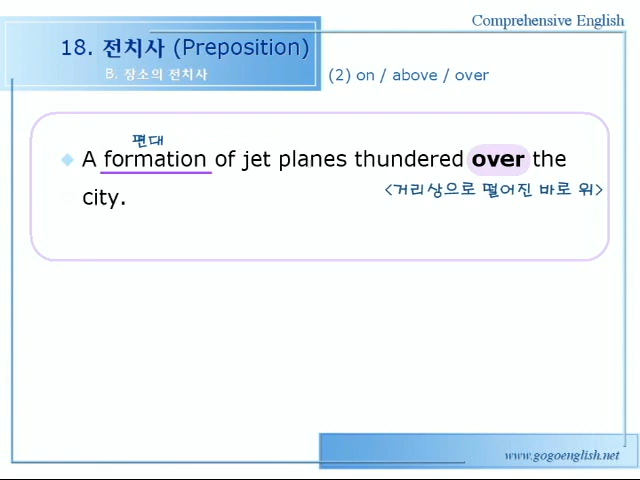 Comprehensive English
18. 전치사 (Preposition)
B. 장소의 전치사
(2) on / above / over
편대
A formation of jet planes thundered over the
<거리상으로 떨어진 바로 위>
city.
www.gogoenglish.net